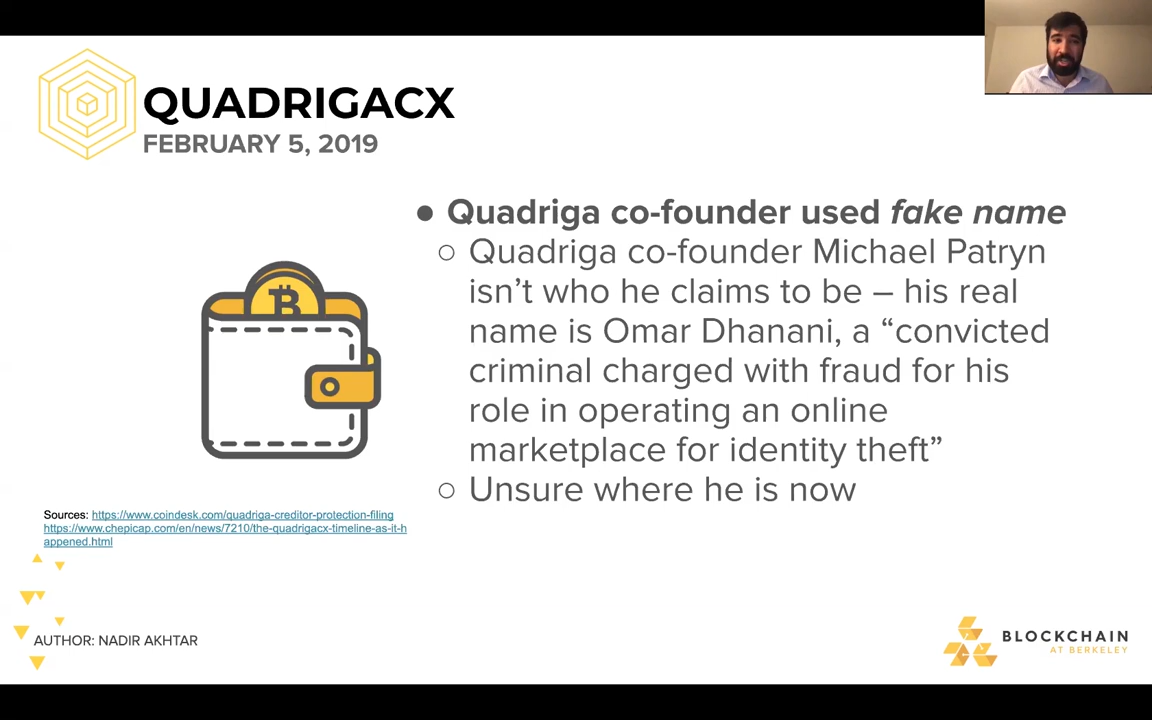 QUADRIGACX
FEBRUARY 5, 2019
● Quadriga co-founder used fake name
○ Quadriga co-founder Michael Patryn
isn’t who he claims to be – his real
name is Omar Dhanani, a “convicted
criminal charged with fraud for his
role in operating an online
marketplace for identity theft”
○ Unsure where he is now
Sources: https://www.coindesk.com/quadriga-creditor-protection-filing
https://www.chepicap.com/en/news/7210/the-quadrigacx-timeline-as-it-h
appened.html
AUTHOR: NADIR AKHTAR
BLOCKCHAIN
AT BERKELEY